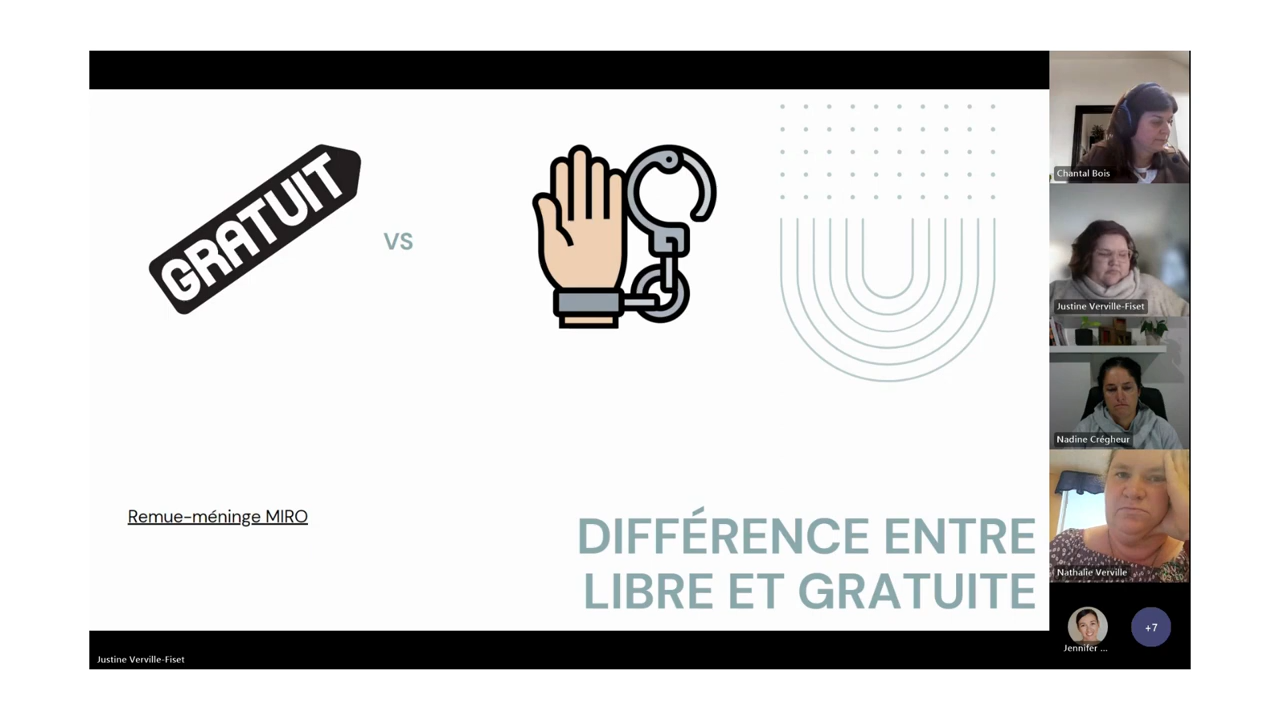 GRATUIT
VS
Remue-méninge MIRO
DIFFÉRENCE ENTRE
LIBRE ET GRATUITE
Justine Verville-Fiset
Chantal Bois
Justine Verville-Fiset
Nadine Crégheur
Nathalie Verville
Jennifer ...
+7